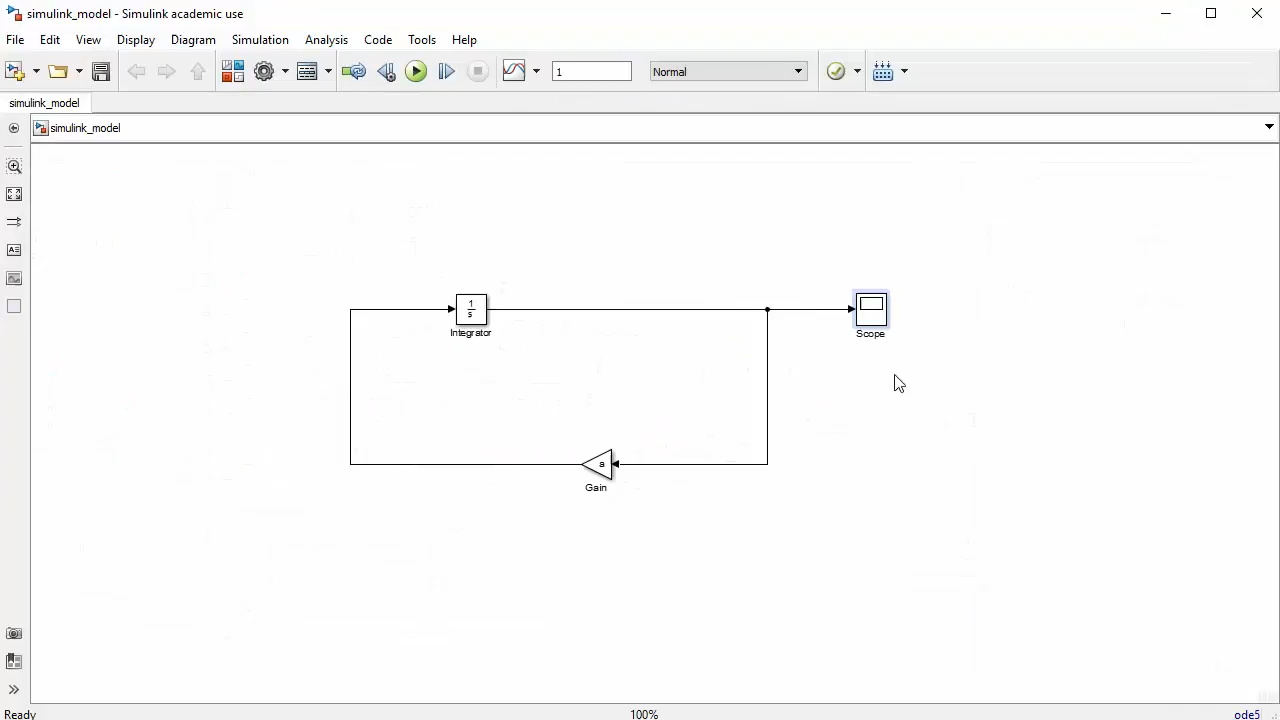 simulink_model - Simulink academic use
File Edit View Display Diagram Simulation Analysis Code Tools Help
1 Normal
simulink_model
simulink_model
1
s
Integrator
Scope
a
Gain
Ready 100% ode5